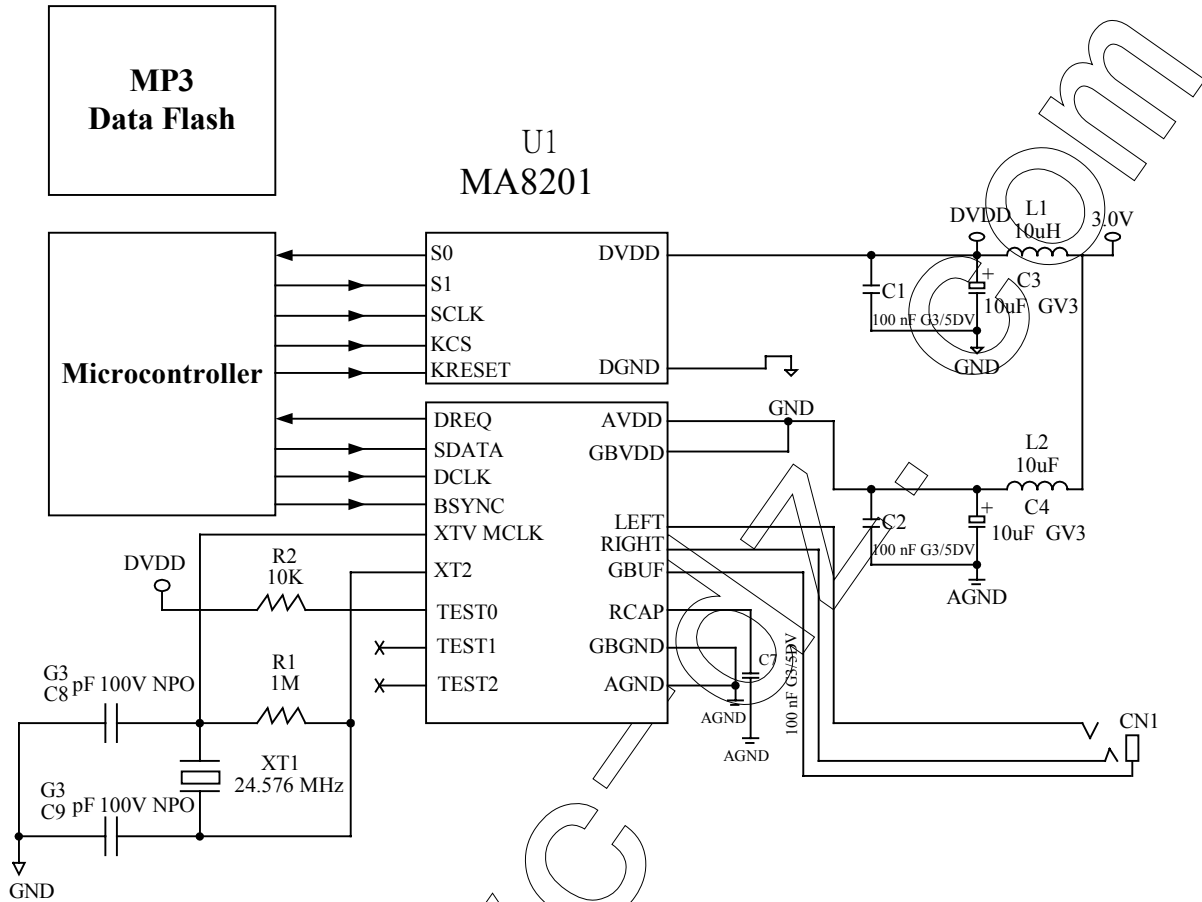 MP3
Data Flash
U1
MA8201
Microcontroller
S0
S1
SCLK
KCS
KRESET
DREQ
SDATA
DCLK
BSYNC
XTV MCLK
XT2
TEST0
TEST1
TEST2
DVDD
DGND
AVDD
GBVDD
LEFT
RIGHT
GBUF
RCAP
GBGND
AGND
DVDD
L1
10uH
3.0V
C1
100 nF G3/5DV
+
C3
10uF GV3
GND
GND
L2
10uF
C2
100 nF G3/5DV
+
C4
10uF GV3
AGND
DVDD
R2
10K
R1
1M
G3
C8
pF 100V NPO
XT1
24.576 MHz
G3
C9
pF 100V NPO
GND
C7
100 nF G3/5DV
AGND
AGND
CN1